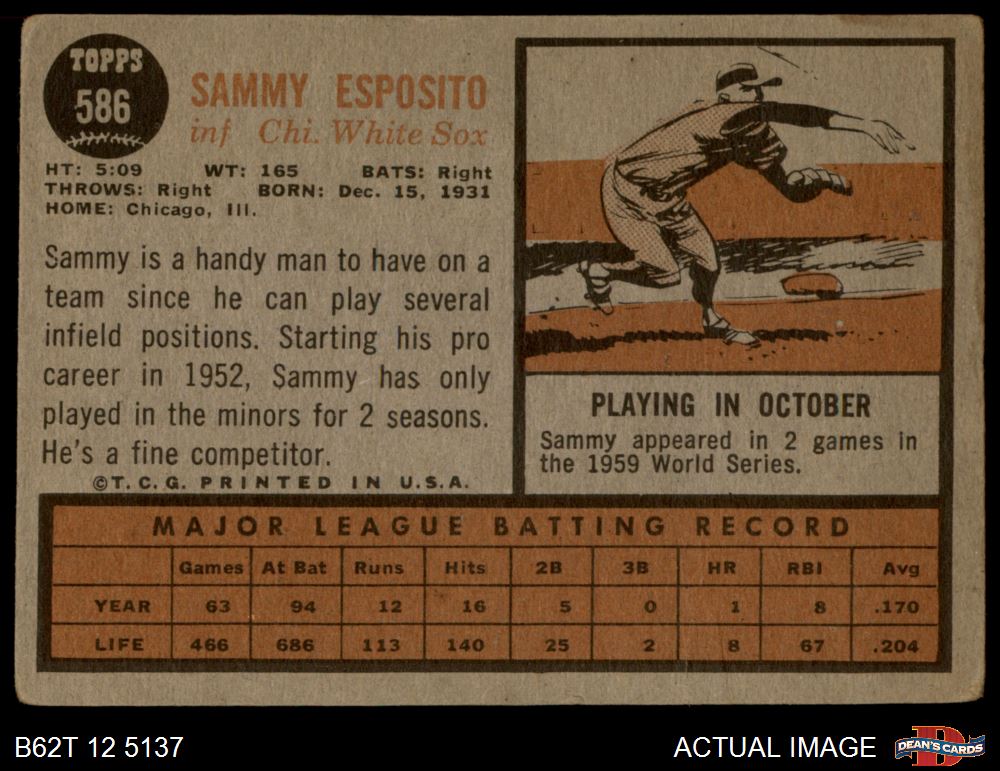 TOPPS
586
SAMMY ESPOSITO
inf Chi. White Sox
HT: 5:09 WT: 165 BATS: Right
THROWS: Right BORN: Dec. 15, 1931
HOME: Chicago, Ill.
Sammy is a handy man to have on a
team since he can play several
infield positions. Starting his pro
career in 1952, Sammy has only
played in the minors for 2 seasons.
He's a fine competitor.
©T.C.G. PRINTED IN U.S.A.
PLAYING IN OCTOBER
Sammy appeared in 2 games in
the 1959 World Series.
MAJOR LEAGUE BATTING RECORD
Games At Bat Runs Hits 2B 3B HR RBI Avg
YEAR 63 94 12 16 5 0 1 8 .170
LIFE 466 686 113 140 25 2 8 67 .204
B62T 12 5137
ACTUAL IMAGE
DEAN'S CARDS